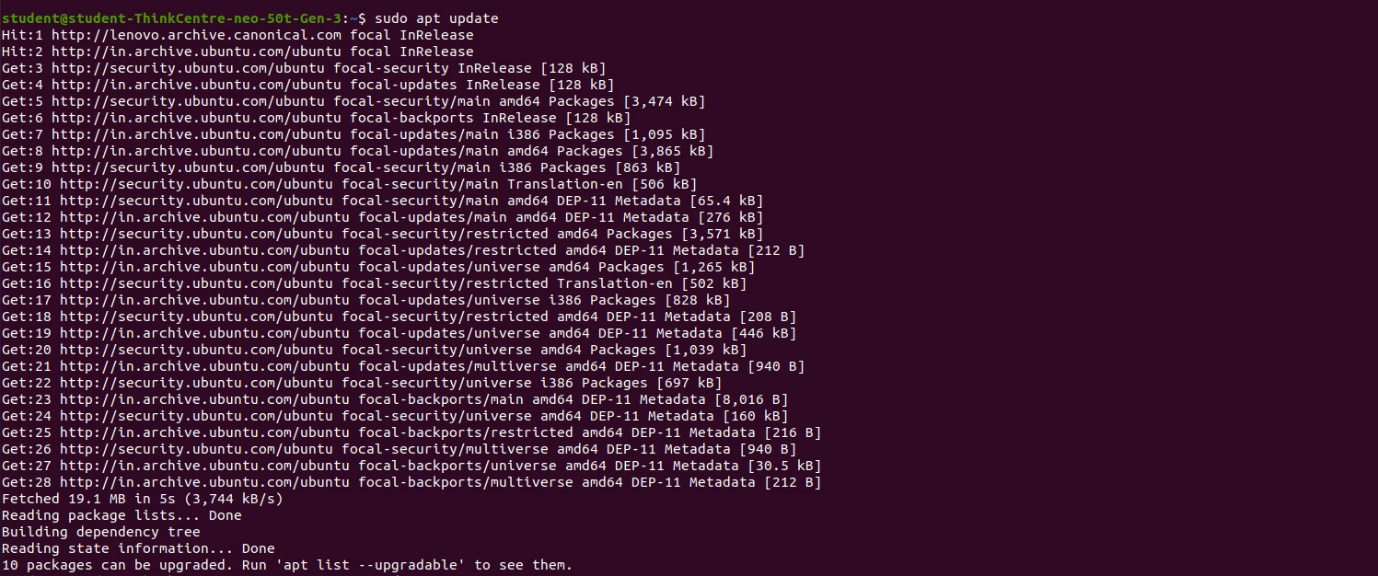 student@student-ThinkCentre-neo-50t-Gen-3:~$ sudo apt update
Hit:1 http://lenovo.archive.canonical.com focal InRelease
Hit:2 http://in.archive.ubuntu.com/ubuntu focal InRelease
Get:3 http://security.ubuntu.com/ubuntu focal-security InRelease [128 kB]
Get:4 http://in.archive.ubuntu.com/ubuntu focal-updates InRelease [128 kB]
Get:5 http://security.ubuntu.com/ubuntu focal-security/main amd64 Packages [3,474 kB]
Get:6 http://in.archive.ubuntu.com/ubuntu focal-backports InRelease [128 kB]
Get:7 http://in.archive.ubuntu.com/ubuntu focal-updates/main i386 Packages [1,095 kB]
Get:8 http://in.archive.ubuntu.com/ubuntu focal-updates/main amd64 Packages [3,865 kB]
Get:9 http://security.ubuntu.com/ubuntu focal-security/main i386 Packages [863 kB]
Get:10 http://security.ubuntu.com/ubuntu focal-security/main Translation-en [506 kB]
Get:11 http://security.ubuntu.com/ubuntu focal-security/main amd64 DEP-11 Metadata [65.4 kB]
Get:12 http://in.archive.ubuntu.com/ubuntu focal-updates/main amd64 DEP-11 Metadata [276 kB]
Get:13 http://security.ubuntu.com/ubuntu focal-security/restricted amd64 Packages [3,571 kB]
Get:14 http://in.archive.ubuntu.com/ubuntu focal-updates/restricted amd64 DEP-11 Metadata [212 B]
Get:15 http://in.archive.ubuntu.com/ubuntu focal-updates/universe amd64 Packages [1,265 kB]
Get:16 http://security.ubuntu.com/ubuntu focal-security/restricted Translation-en [502 kB]
Get:17 http://in.archive.ubuntu.com/ubuntu focal-updates/universe i386 Packages [828 kB]
Get:18 http://security.ubuntu.com/ubuntu focal-security/restricted amd64 DEP-11 Metadata [208 B]
Get:19 http://in.archive.ubuntu.com/ubuntu focal-updates/universe amd64 DEP-11 Metadata [446 kB]
Get:20 http://security.ubuntu.com/ubuntu focal-security/universe amd64 Packages [1,039 kB]
Get:21 http://in.archive.ubuntu.com/ubuntu focal-updates/multiverse amd64 DEP-11 Metadata [940 B]
Get:22 http://security.ubuntu.com/ubuntu focal-security/universe i386 Packages [697 kB]
Get:23 http://in.archive.ubuntu.com/ubuntu focal-backports/main amd64 DEP-11 Metadata [8,016 B]
Get:24 http://security.ubuntu.com/ubuntu focal-security/universe amd64 DEP-11 Metadata [160 kB]
Get:25 http://in.archive.ubuntu.com/ubuntu focal-backports/restricted amd64 DEP-11 Metadata [216 B]
Get:26 http://security.ubuntu.com/ubuntu focal-security/multiverse amd64 DEP-11 Metadata [940 B]
Get:27 http://in.archive.ubuntu.com/ubuntu focal-backports/universe amd64 DEP-11 Metadata [30.5 kB]
Get:28 http://in.archive.ubuntu.com/ubuntu focal-backports/multiverse amd64 DEP-11 Metadata [212 B]
Fetched 19.1 MB in 5s (3,744 kB/s)
Reading package lists... Done
Building dependency tree
Reading state information... Done
10 packages can be upgraded. Run 'apt list --upgradable' to see them.